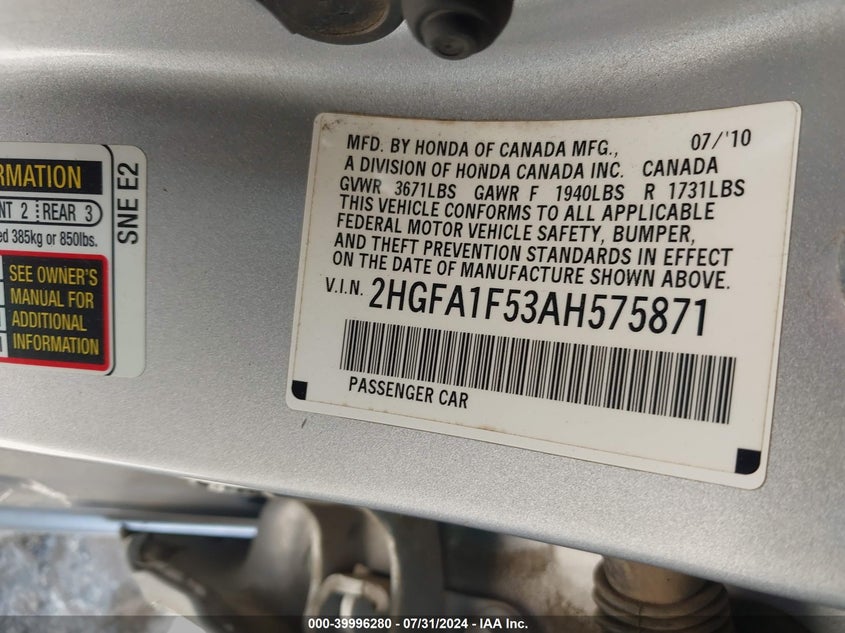 RMATION
NT 2 REAR 3
ed 385kg or 850lbs.
SEE OWNER'S
MANUAL FOR
ADDITIONAL
INFORMATION
SNE E2
MFD. BY HONDA OF CANADA MFG., 07/'10
A DIVISION OF HONDA CANADA INC. CANADA
GVWR 3671LBS GAWR F 1940LBS R 1731LBS
THIS VEHICLE CONFORMS TO ALL APPLICABLE
FEDERAL MOTOR VEHICLE SAFETY, BUMPER,
AND THEFT PREVENTION STANDARDS IN EFFECT
ON THE DATE OF MANUFACTURE SHOWN ABOVE.
V.I.N. 2HGFA1F53AH575871
PASSENGER CAR
000-39996280 - 07/31/2024 - IAA Inc.